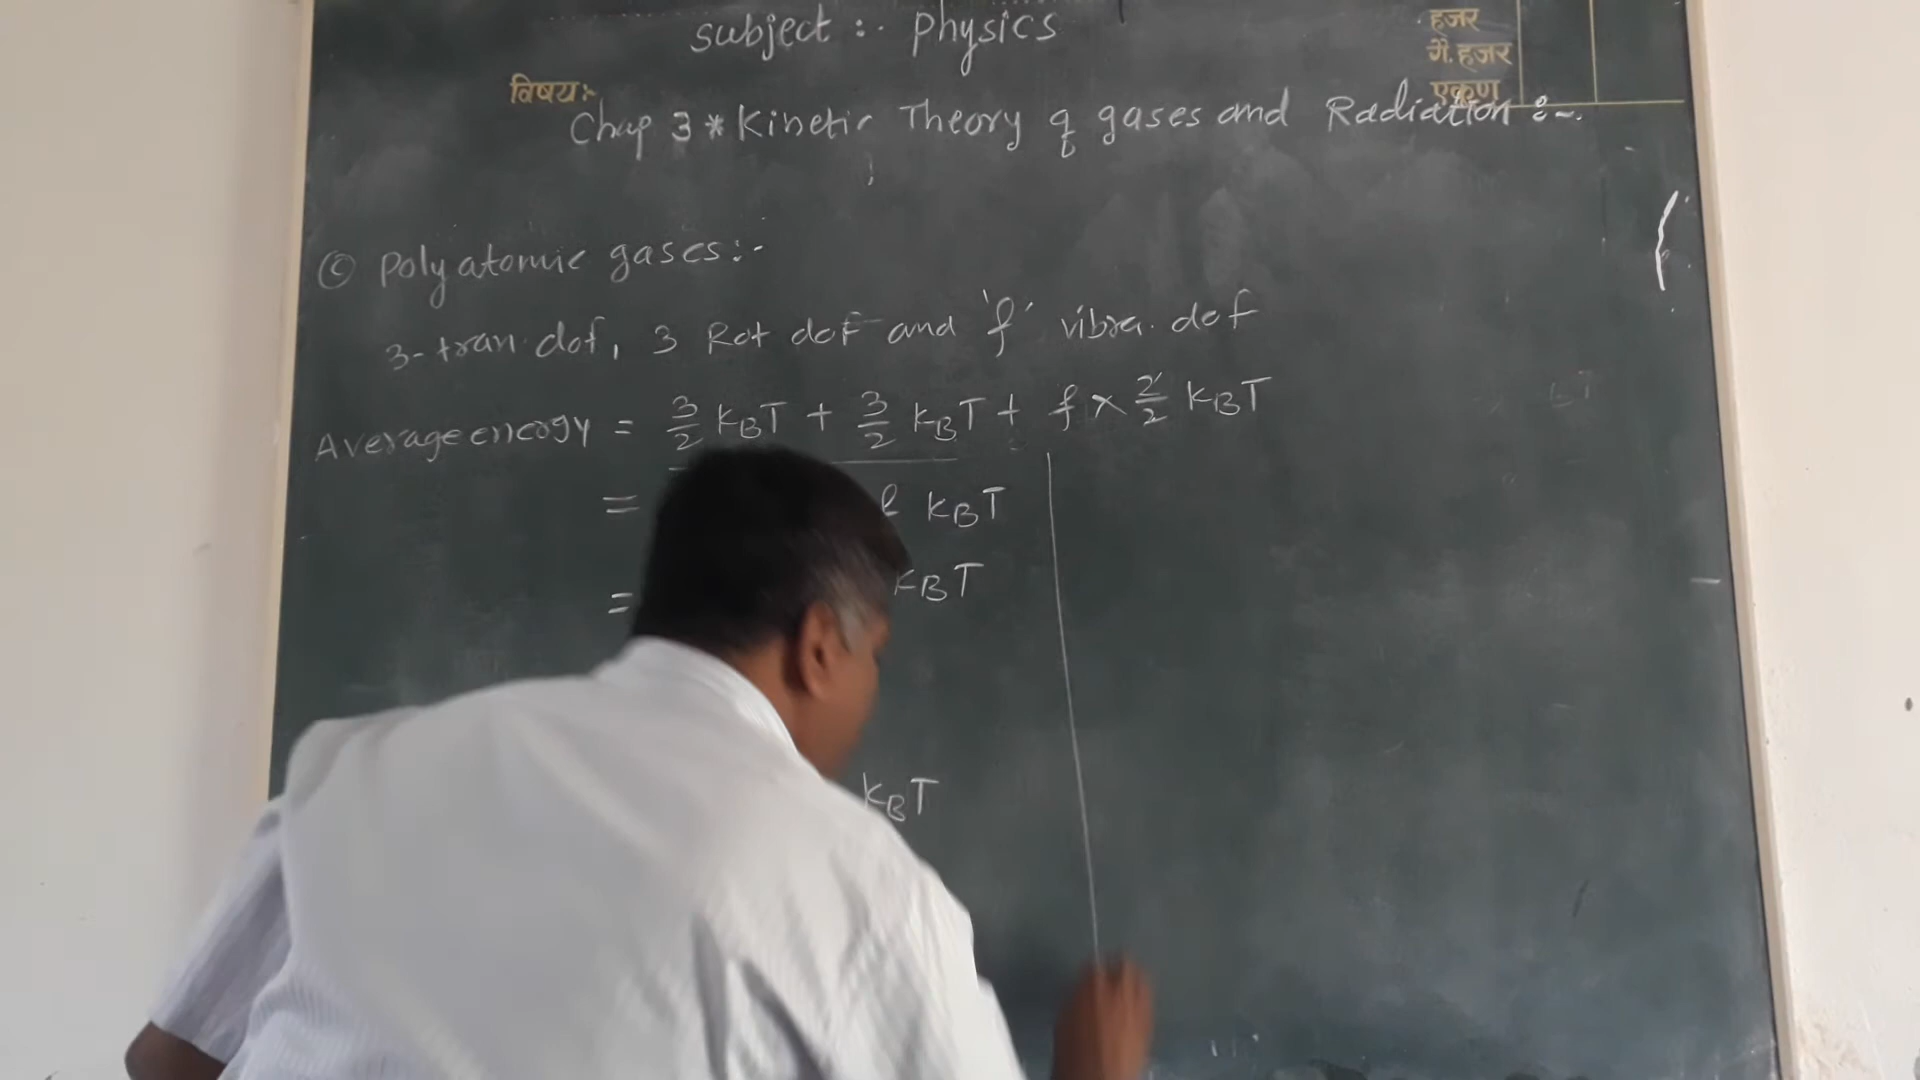 subject :- physics
हजर
गै. हजर
विषय :-
एकूण
Chap 3 * Kinetic Theory of gases and Radiation :-
© polyatomic gases :-
3-tran. dof, 3 Rot dof and 'f' vibra. dof
Average energy = 3/2 KBT + 3/2 KBT + f × 2/2 KBT
= KBT
= KBT
KBT